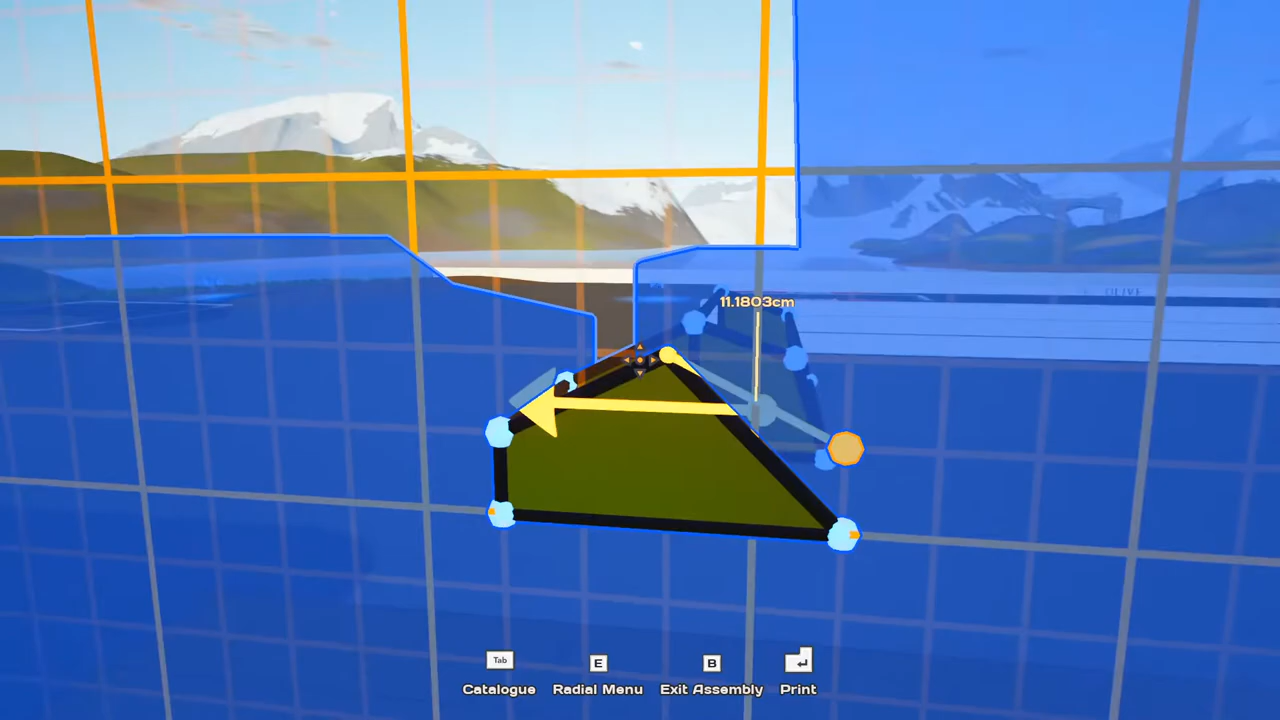 11.1803cm
Tab
E
B
Catalogue
Radial Menu
Exit Assembly
Print